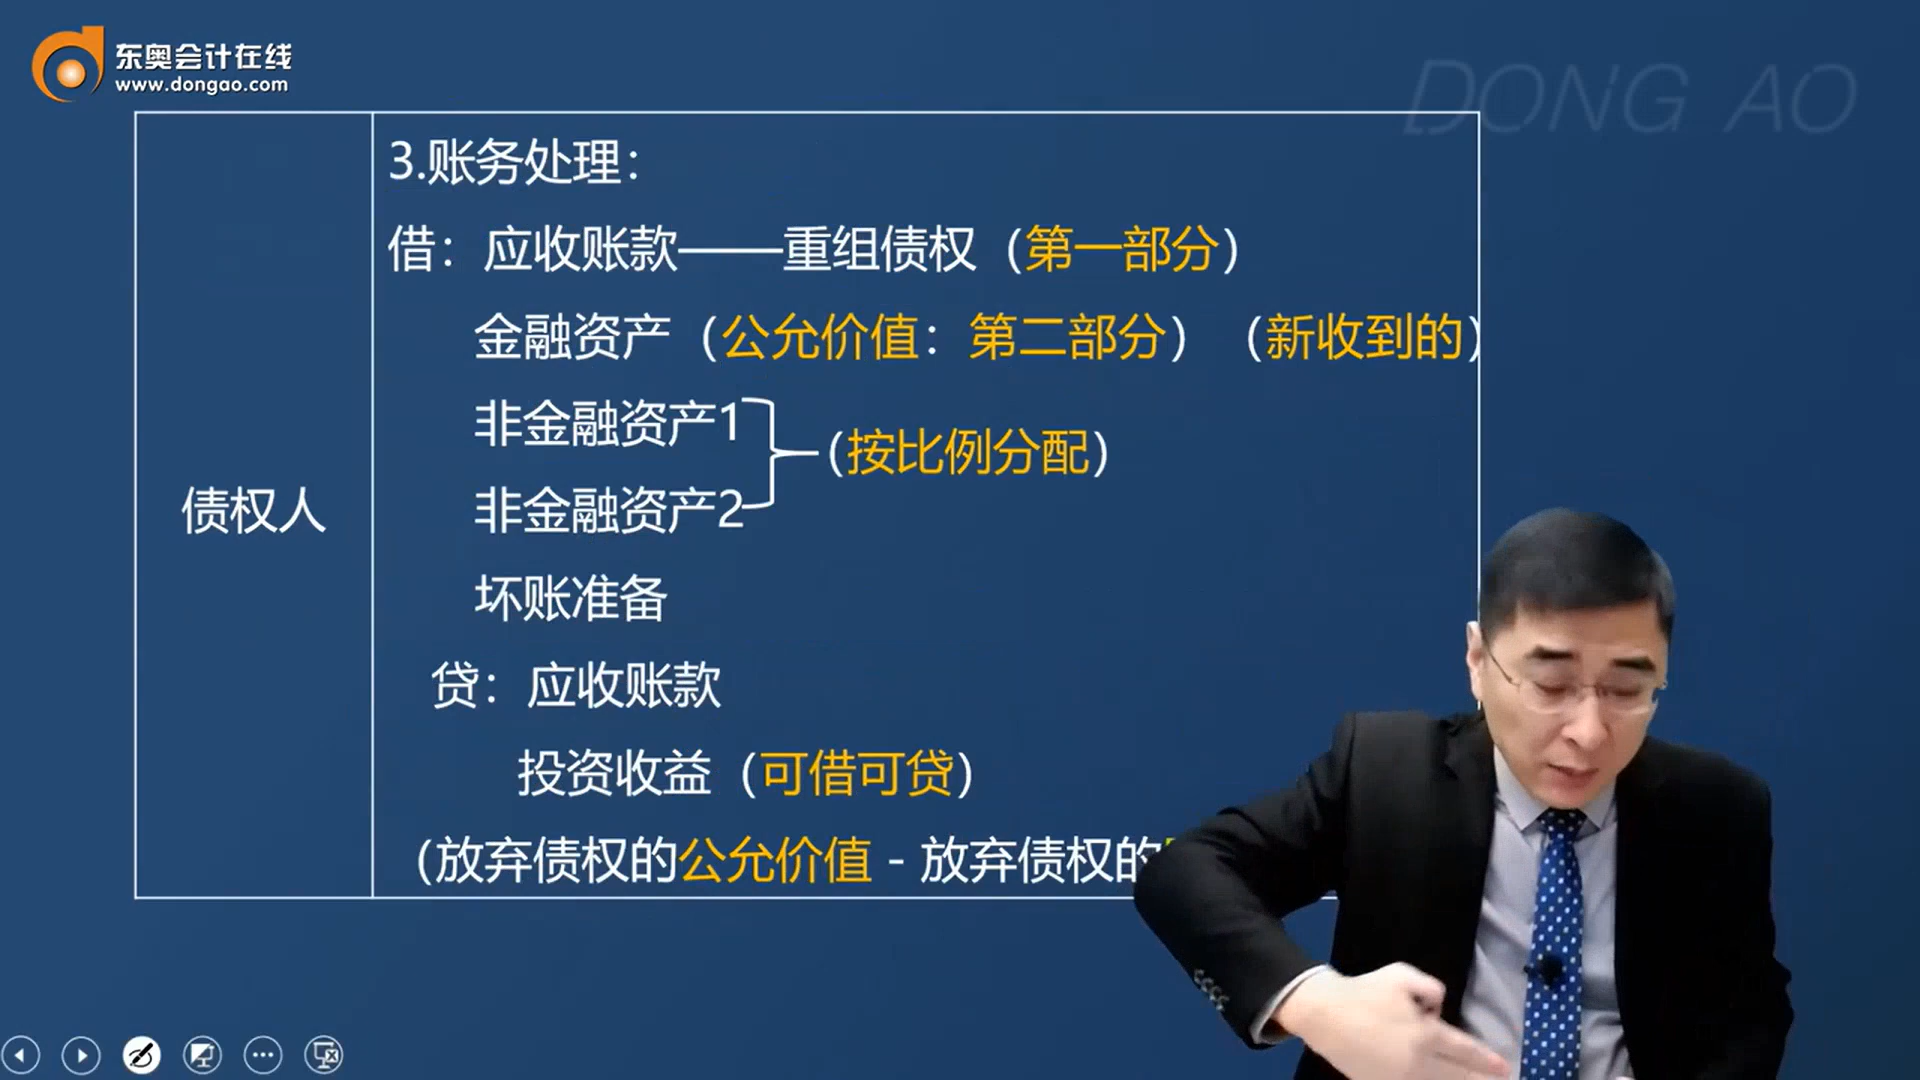 东奥会计在线
www.dongao.com
DONG AO
3.账务处理：
借：应收账款——重组债权（第一部分）
金融资产（公允价值：第二部分）（新收到的）
非金融资产1
（按比例分配）
非金融资产2
债权人
坏账准备
贷：应收账款
投资收益（可借可贷）
（放弃债权的公允价值 - 放弃债权的